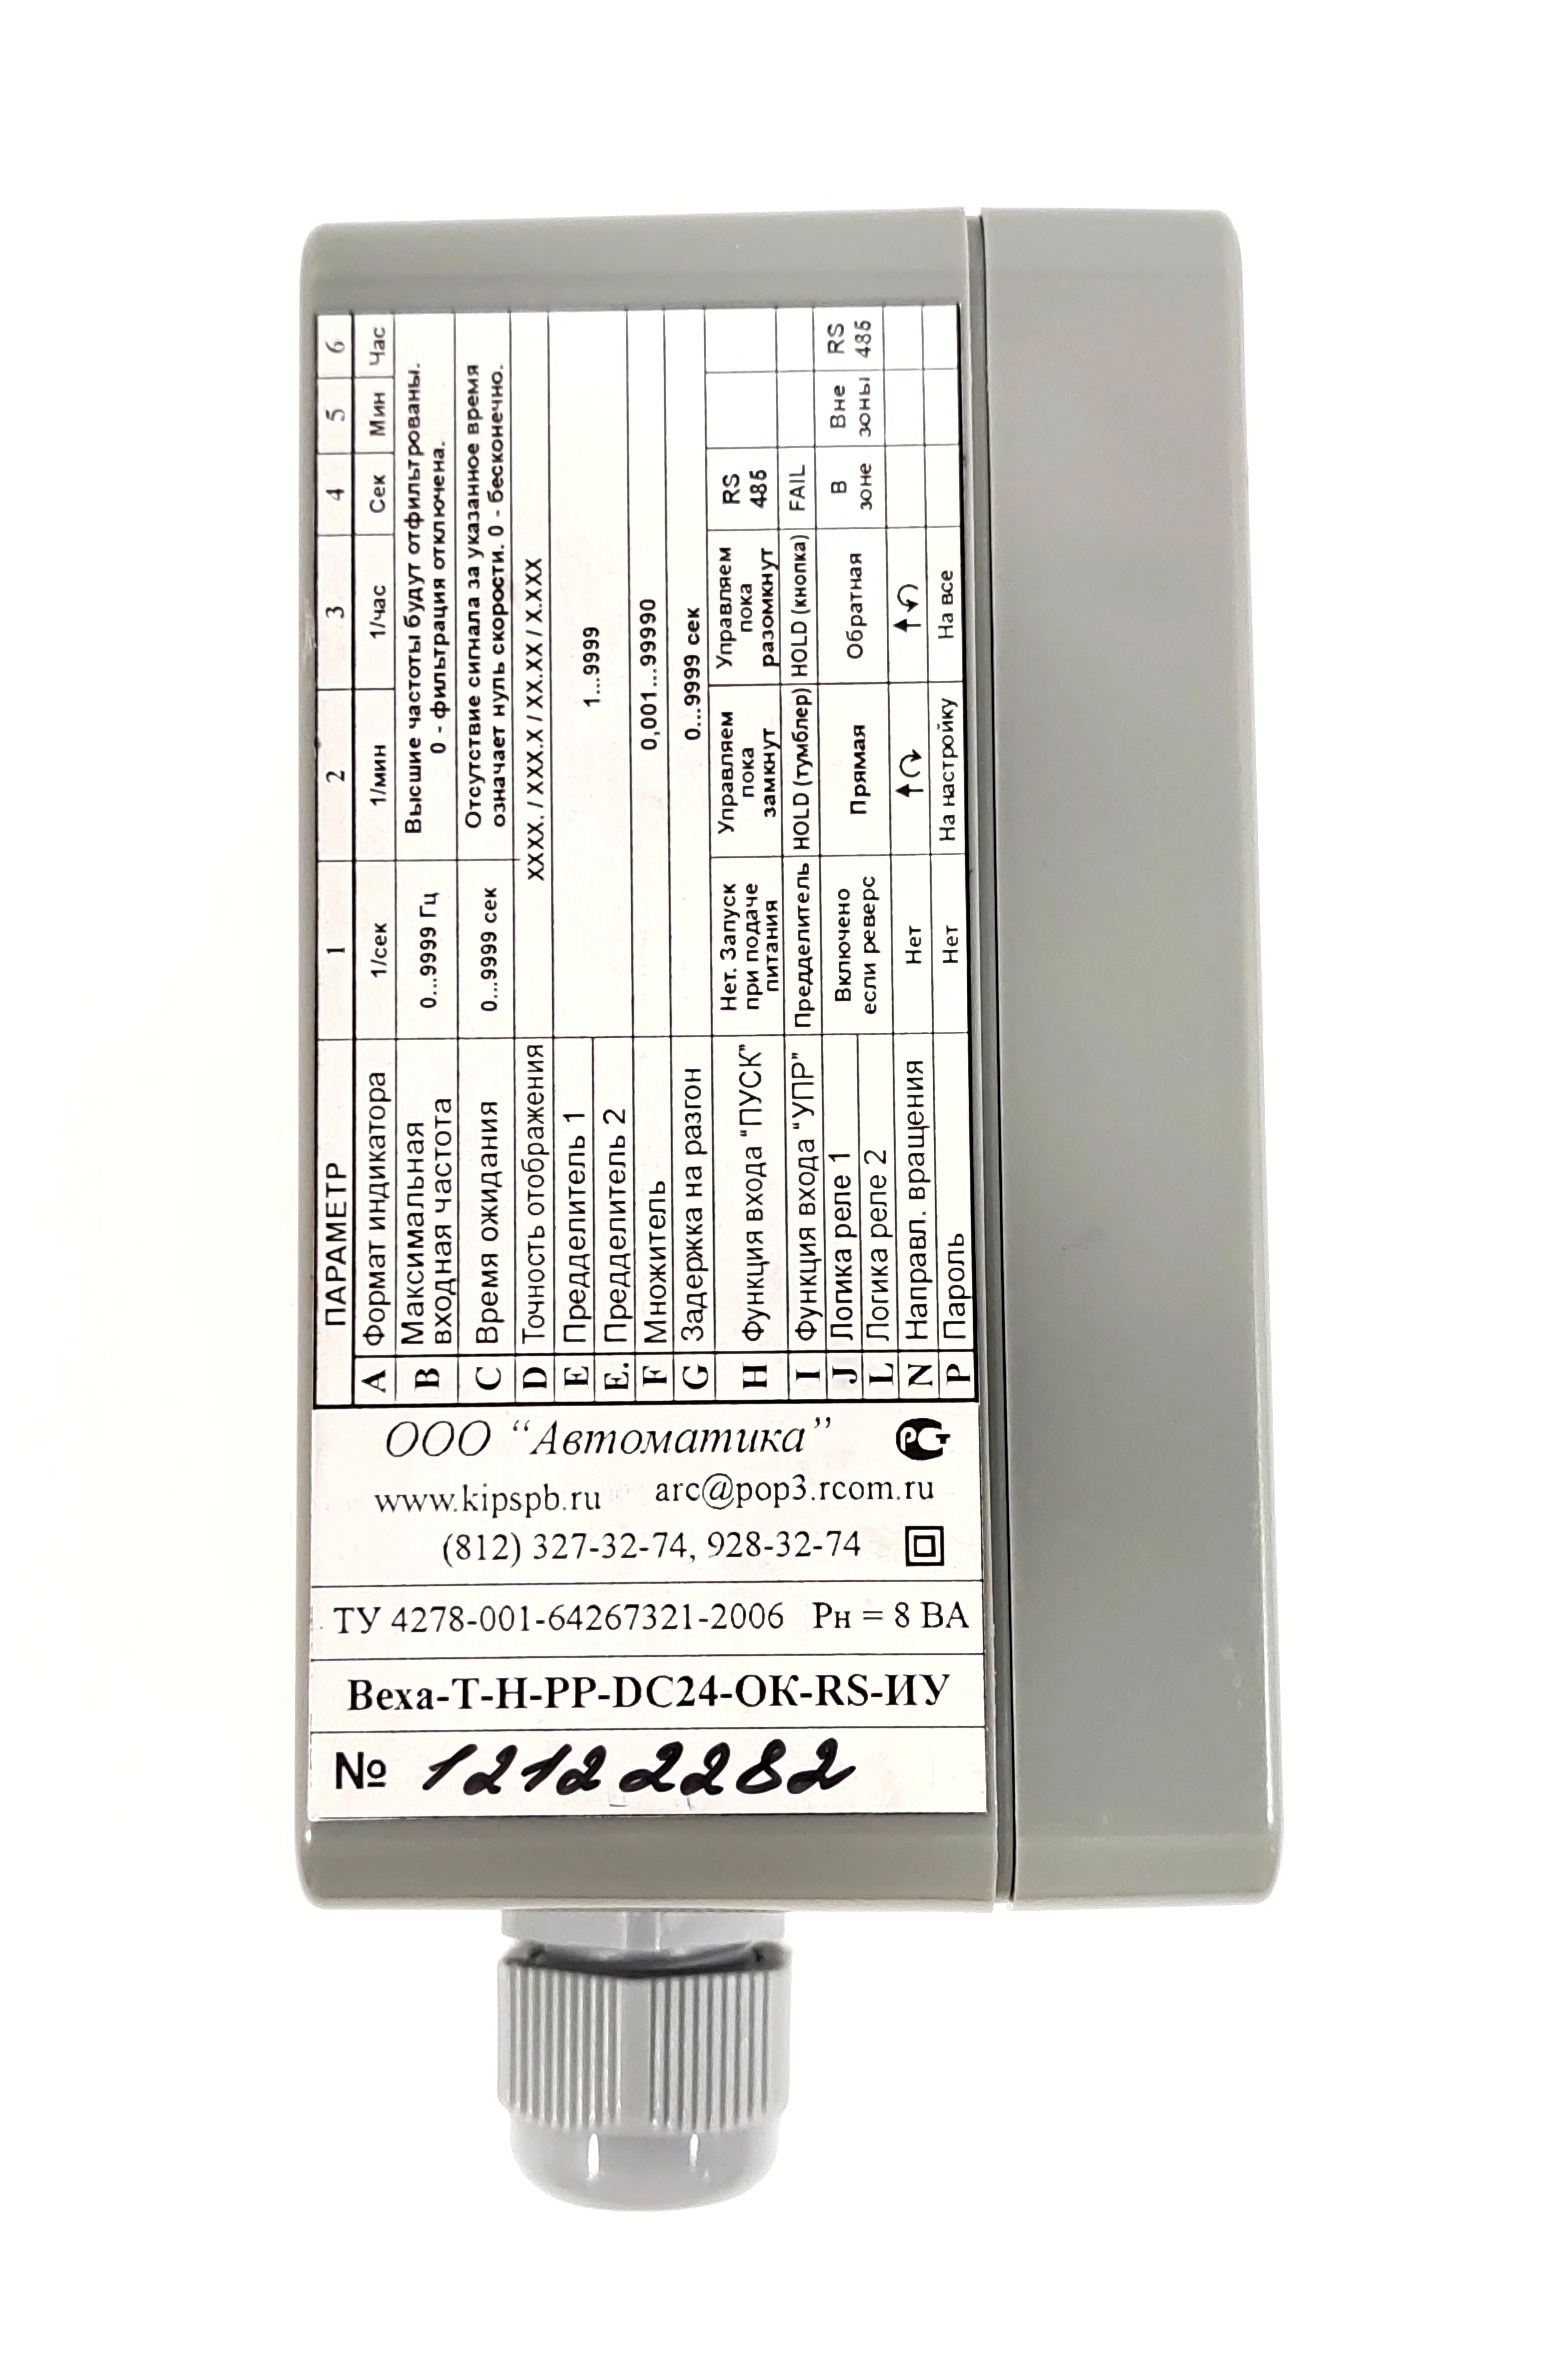 ПАРАМЕТР 1 2 3 4 5 6
A Формат индикатора 1/сек 1/мин 1/час Сек Мин Час
B Максимальная входная частота 0...9999 Гц Высшие частоты будут отфильтрованы.
0 - фильтрация отключена.
C Время ожидания 0...9999 сек Отсутствие сигнала за указанное время
означает нуль скорости. 0 - бесконечно.
D Точность отображения XXXX. / XXX.X / XX.XX / X.XXX
E Предделитель 1 1...9999
E. Предделитель 2
F Множитель 0,001...99990
G Задержка на разгон 0...9999 сек
H Функция входа "ПУСК" Нет. Запуск при подаче питания Управляем пока замкнут Управляем пока разомкнут RS 485
I Функция входа "УПР" Предделитель HOLD (тумблер) HOLD (кнопка) FAIL
J Логика реле 1 Включено если реверс Прямая Обратная В зоне Вне зоны RS 485
L Логика реле 2
N Направл. вращения Нет
P Пароль Нет На настройку На все
ООО "Автоматика"
РСТ
www.kipspb.ru arc@pop3.rcom.ru
(812) 327-32-74, 928-32-74
ТУ 4278-001-64267321-2006 Рн = 8 ВА
Веха-Т-Н-РР-DC24-ОК-RS-ИУ
№ 12122282